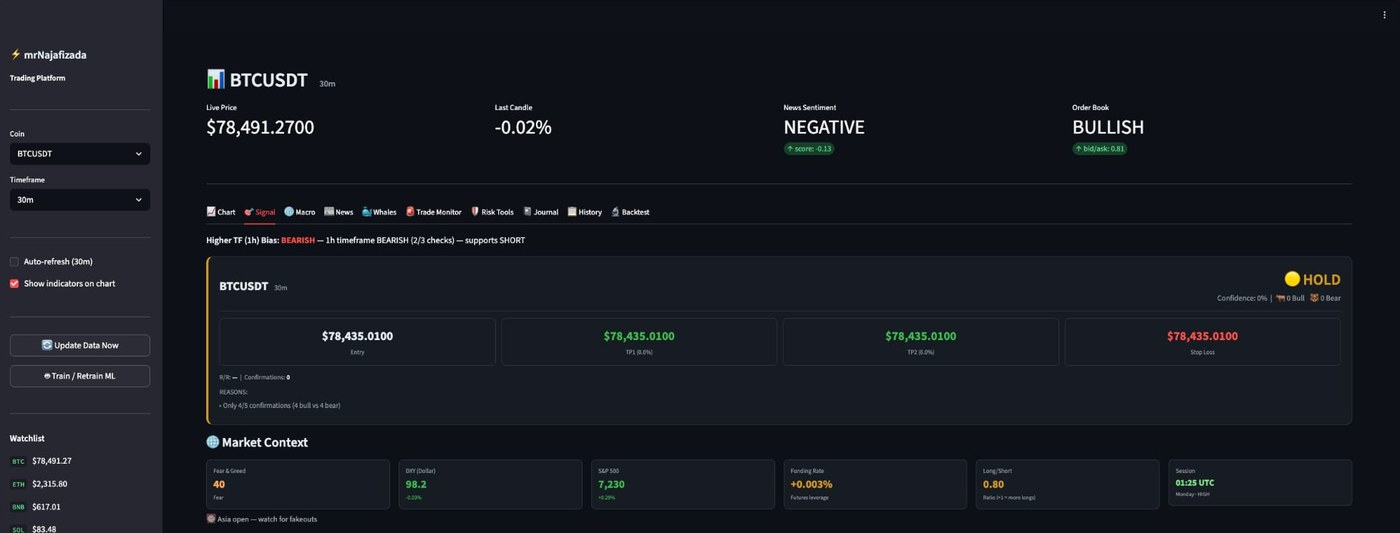 mrNajafizada
Trading Platform
Coin
BTCUSDT
Timeframe
30m
Auto-refresh (30m)
Show indicators on chart
Update Data Now
Train / Retrain ML
Watchlist
BTC $78,491.27
ETH $2,315.80
BNB $617.01
SOL $83.48
BTCUSDT 30m
Live Price
$78,491.2700
Last Candle
-0.02%
News Sentiment
NEGATIVE
↑ score: -0.13
Order Book
BULLISH
↑ bid/ask: 0.81
Chart Signal Macro News Whales Trade Monitor Risk Tools Journal History Backtest
Higher TF (1h) Bias: BEARISH — 1h timeframe BEARISH (2/3 checks) — supports SHORT
BTCUSDT 30m
HOLD
Confidence: 0% | 0 Bull 0 Bear
$78,435.0100
Entry
$78,435.0100
TP1 (0.0%)
$78,435.0100
TP2 (0.0%)
$78,435.0100
Stop Loss
R/R: — | Confirmations: 0
REASONS:
• Only 4/5 confirmations (4 bull vs 4 bear)
Market Context
Fear & Greed
40
Fear
DXY (Dollar)
98.2
S&P 500
7,230
+0.29%
Funding Rate
+0.003%
Futures leverage
Long/Short
0.80
Ratio (>1 = more longs)
Session
01:25 UTC
Monday · HIGH
Asia open — watch for fakeouts